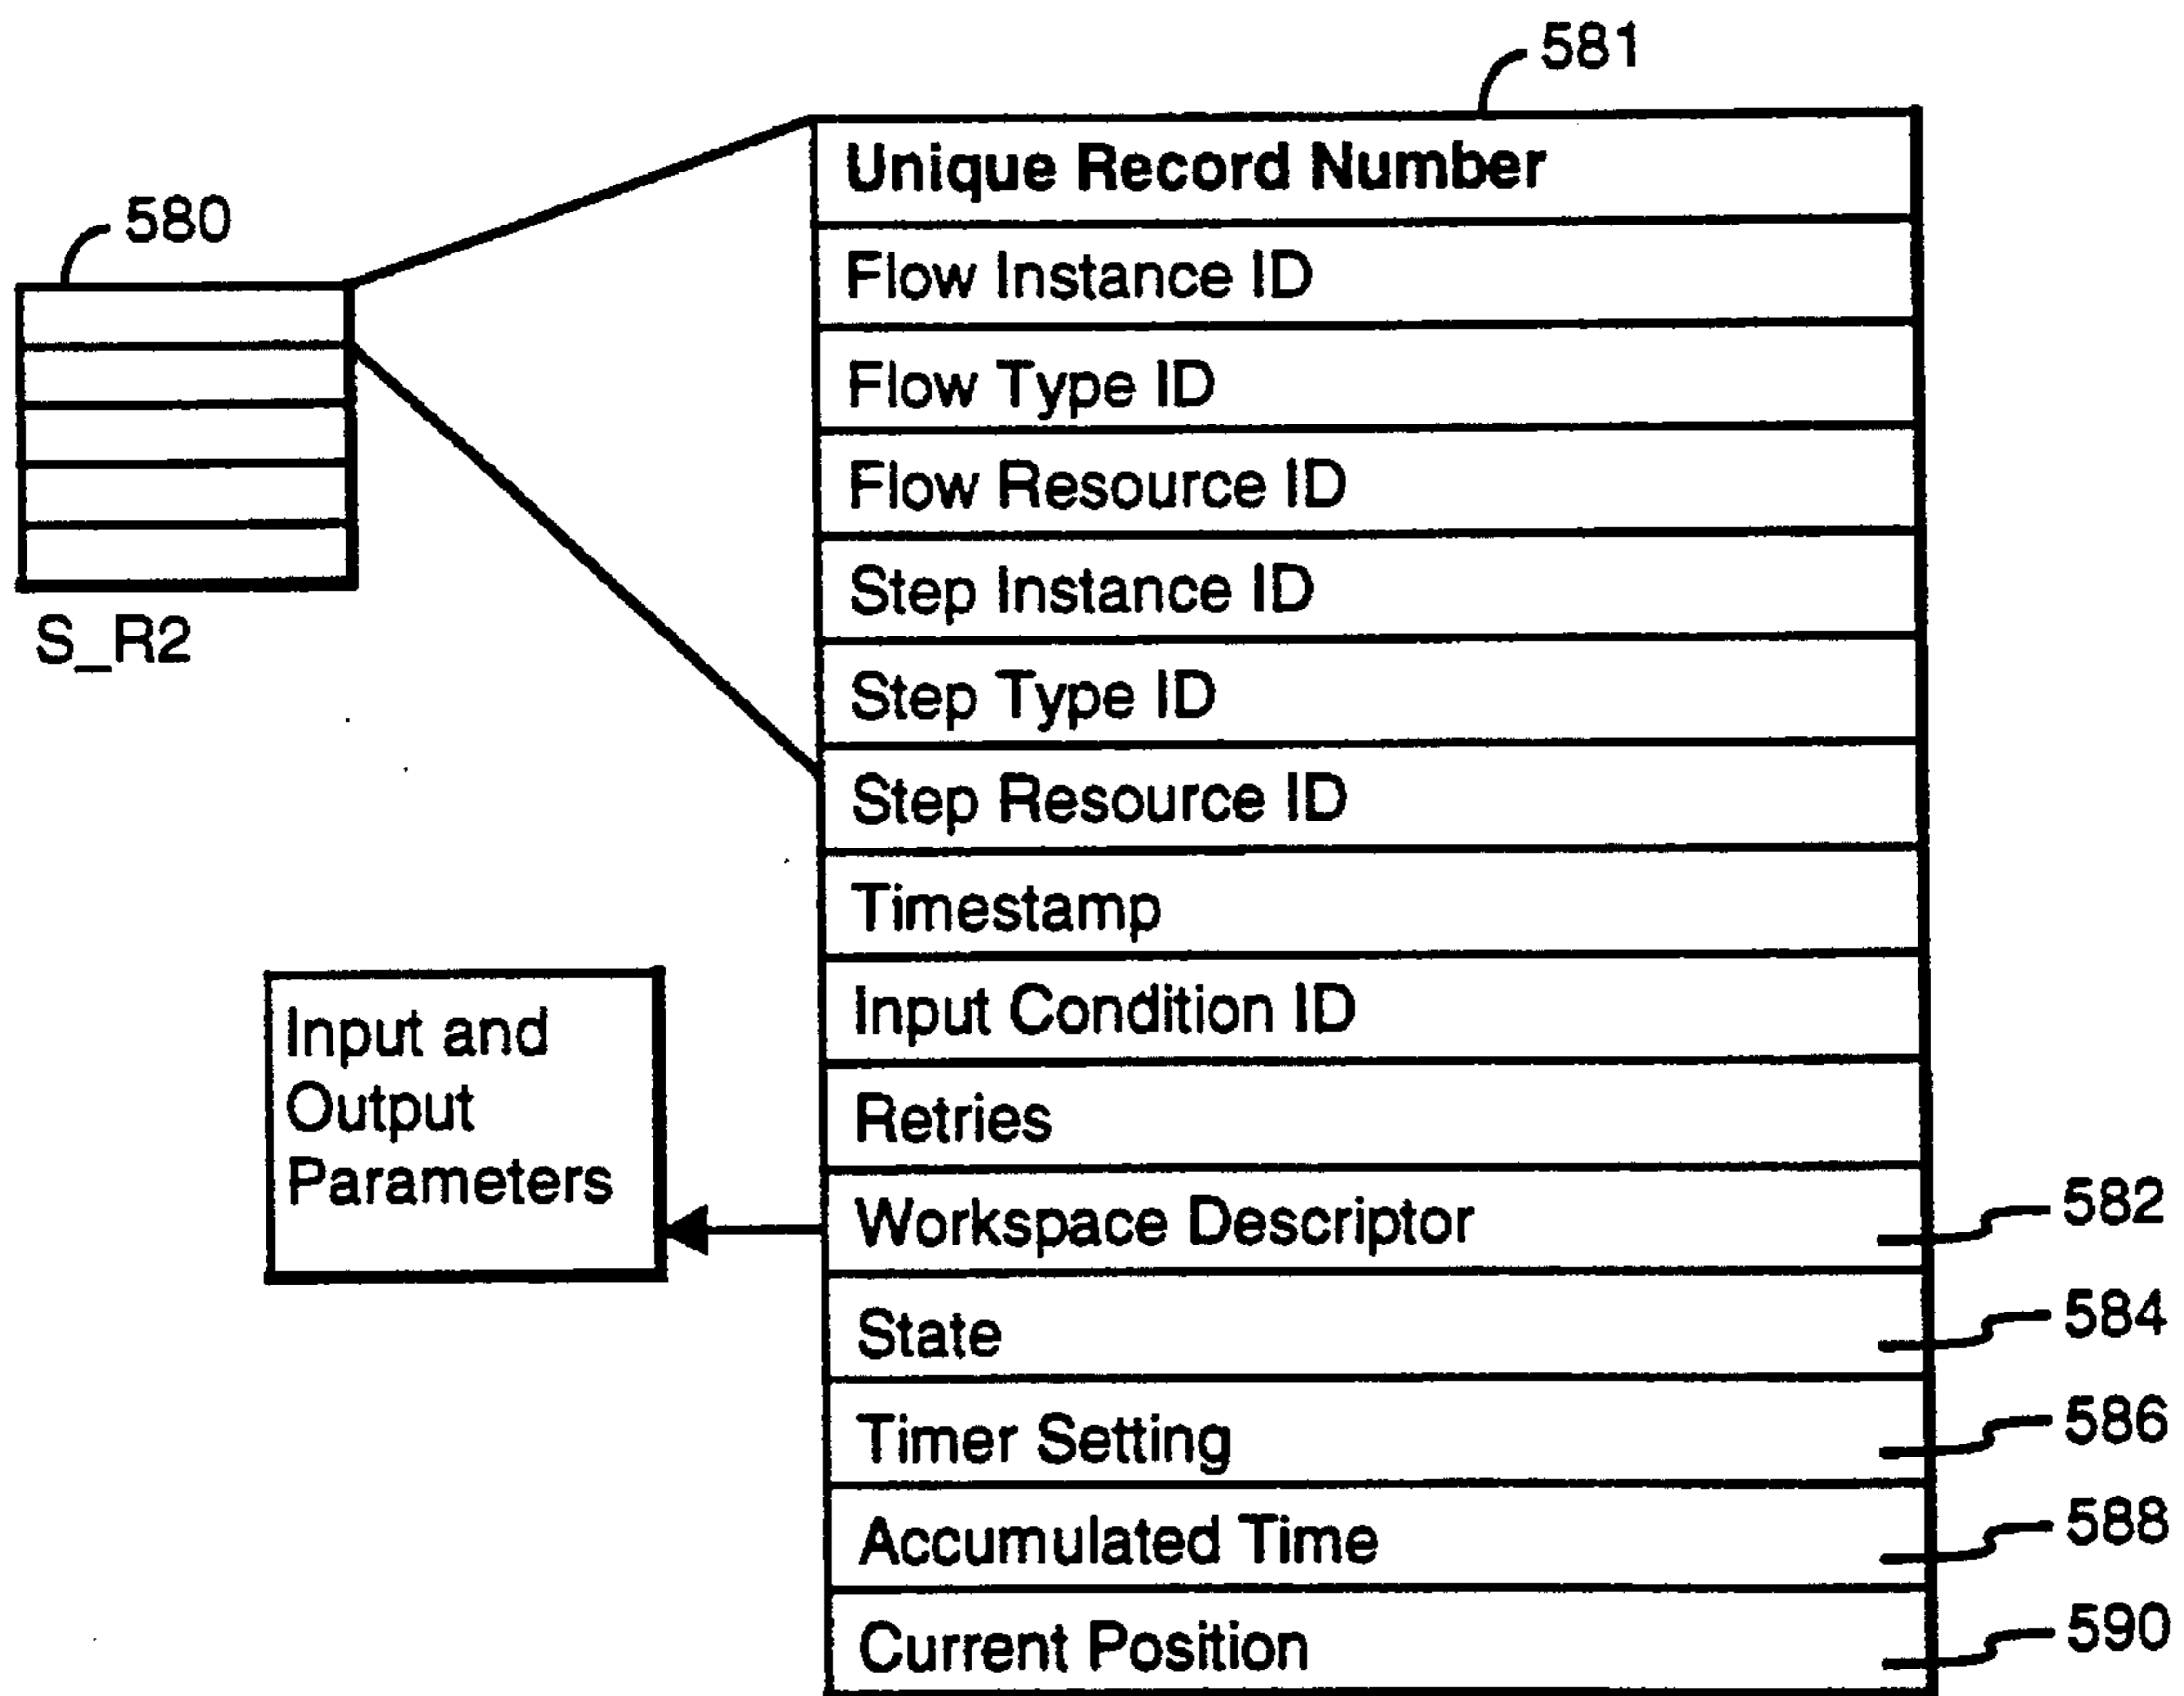 581
Unique Record Number
580
Flow Instance ID
Flow Type ID
Flow Resource ID
Step Instance ID
S_R2
Step Type ID
Step Resource ID
Timestamp
Input and
Output
Parameters
Input Condition ID
Retries
Workspace Descriptor
582
State
584
Timer Setting
586
Accumulated Time
588
Current Position
590